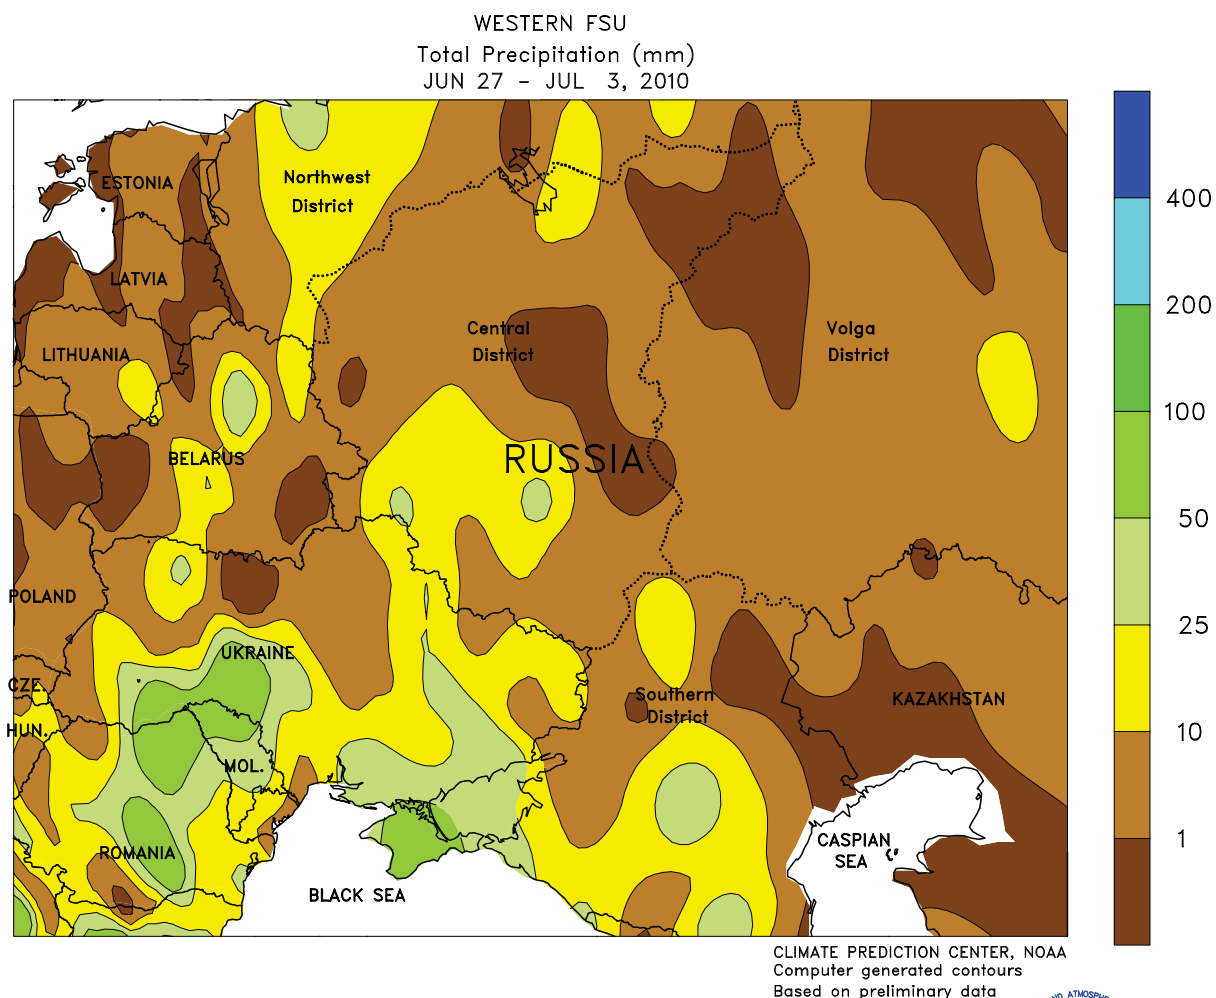 WESTERN FSU
Total Precipitation (mm)
JUN 27 - JUL 3, 2010
Northwest
District
ESTONIA
LATVIA
LITHUANIA
Central
District
Volga
District
BELARUS
RUSSIA
POLAND
UKRAINE
CZE.
HUN.
Southern
District
KAZAKHSTAN
MOL.
ROMANIA
CASPIAN
SEA
BLACK SEA
400
200
100
50
25
10
1
CLIMATE PREDICTION CENTER, NOAA
Computer generated contours
Based on preliminary data